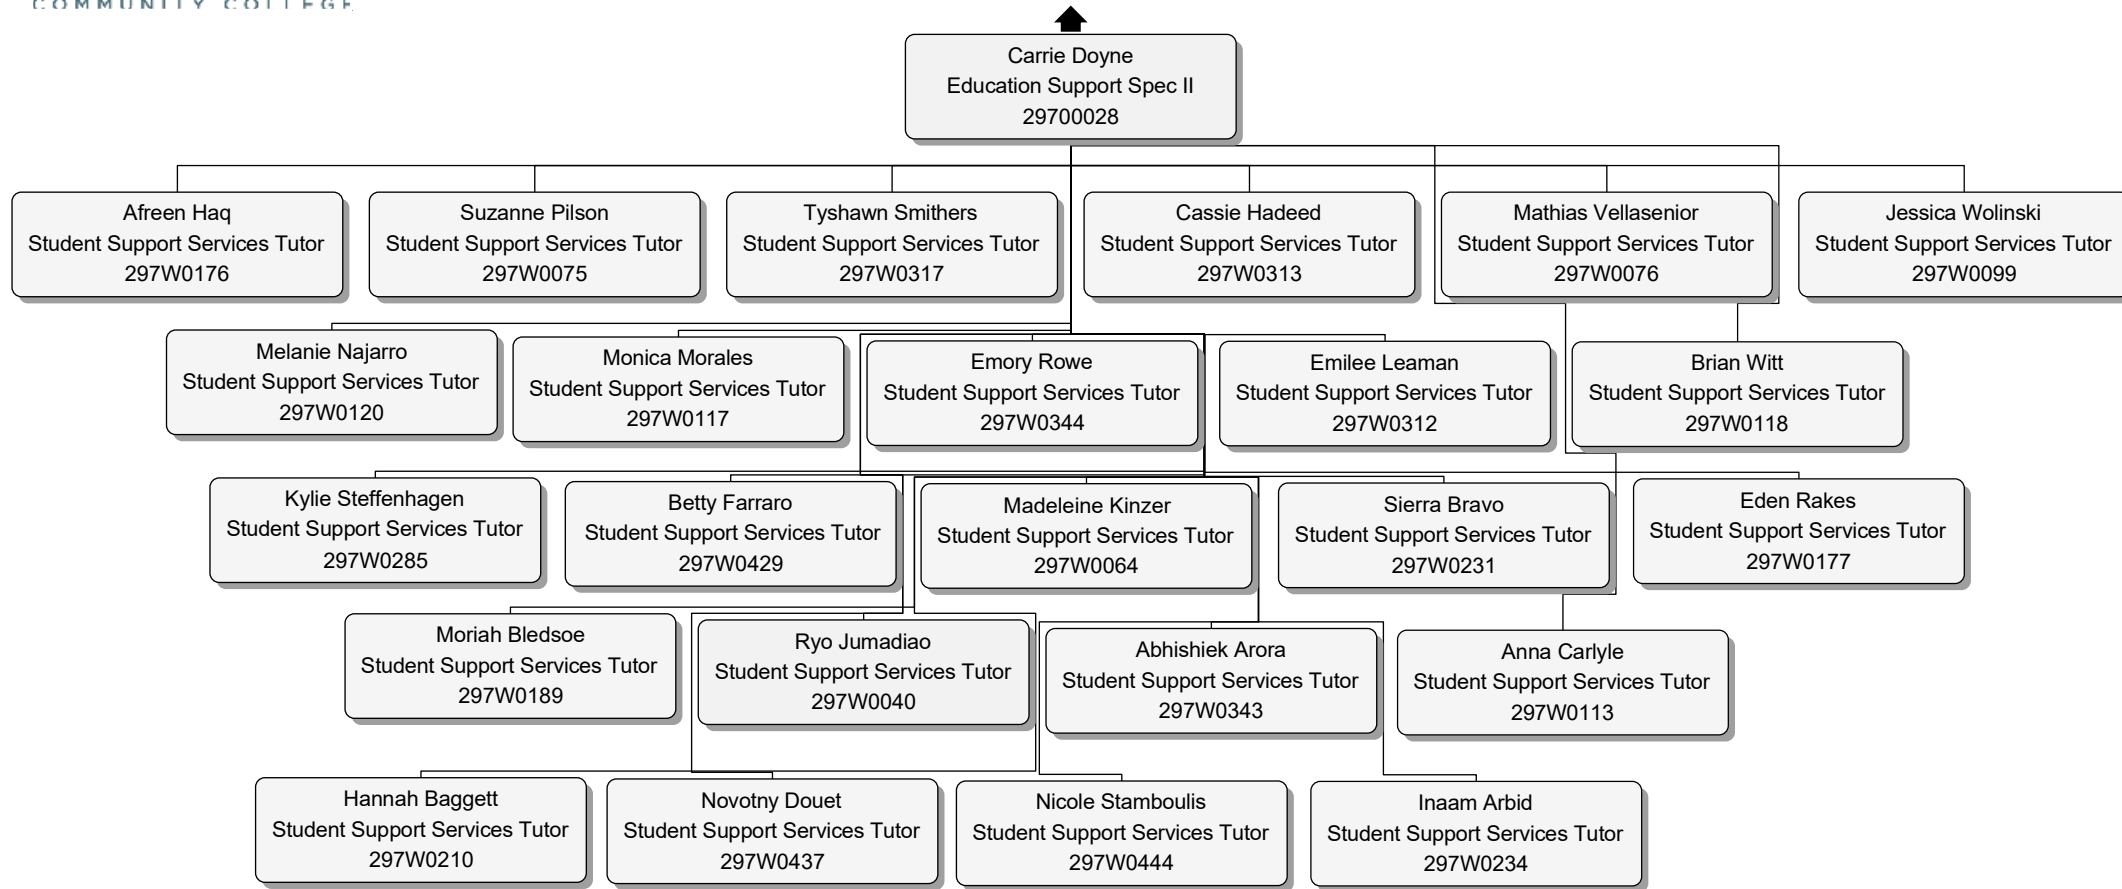 COMMUNITY COLLEGE
Carrie Doyne
Education Support Spec II
29700028
Afreen Haq
Student Support Services Tutor
297W0176
Suzanne Pilson
Student Support Services Tutor
297W0075
Tyshawn Smithers
Student Support Services Tutor
297W0317
Cassie Hadeed
Student Support Services Tutor
297W0313
Mathias Vellasenior
Student Support Services Tutor
297W0076
Jessica Wolinski
Student Support Services Tutor
297W0099
Melanie Najarro
Student Support Services Tutor
297W0120
Monica Morales
Student Support Services Tutor
297W0117
Emory Rowe
Student Support Services Tutor
297W0344
Emilee Leaman
Student Support Services Tutor
297W0312
Brian Witt
Student Support Services Tutor
297W0118
Kylie Steffenhagen
Student Support Services Tutor
297W0285
Betty Farraro
Student Support Services Tutor
297W0429
Madeleine Kinzer
Student Support Services Tutor
297W0064
Sierra Bravo
Student Support Services Tutor
297W0231
Eden Rakes
Student Support Services Tutor
297W0177
Moriah Bledsoe
Student Support Services Tutor
297W0189
Ryo Jumadiao
Student Support Services Tutor
297W0040
Abhishiek Arora
Student Support Services Tutor
297W0343
Anna Carlyle
Student Support Services Tutor
297W0113
Hannah Baggett
Student Support Services Tutor
297W0210
Novotny Douet
Student Support Services Tutor
297W0437
Nicole Stamboulis
Student Support Services Tutor
297W0444
Inaam Arbid
Student Support Services Tutor
297W0234